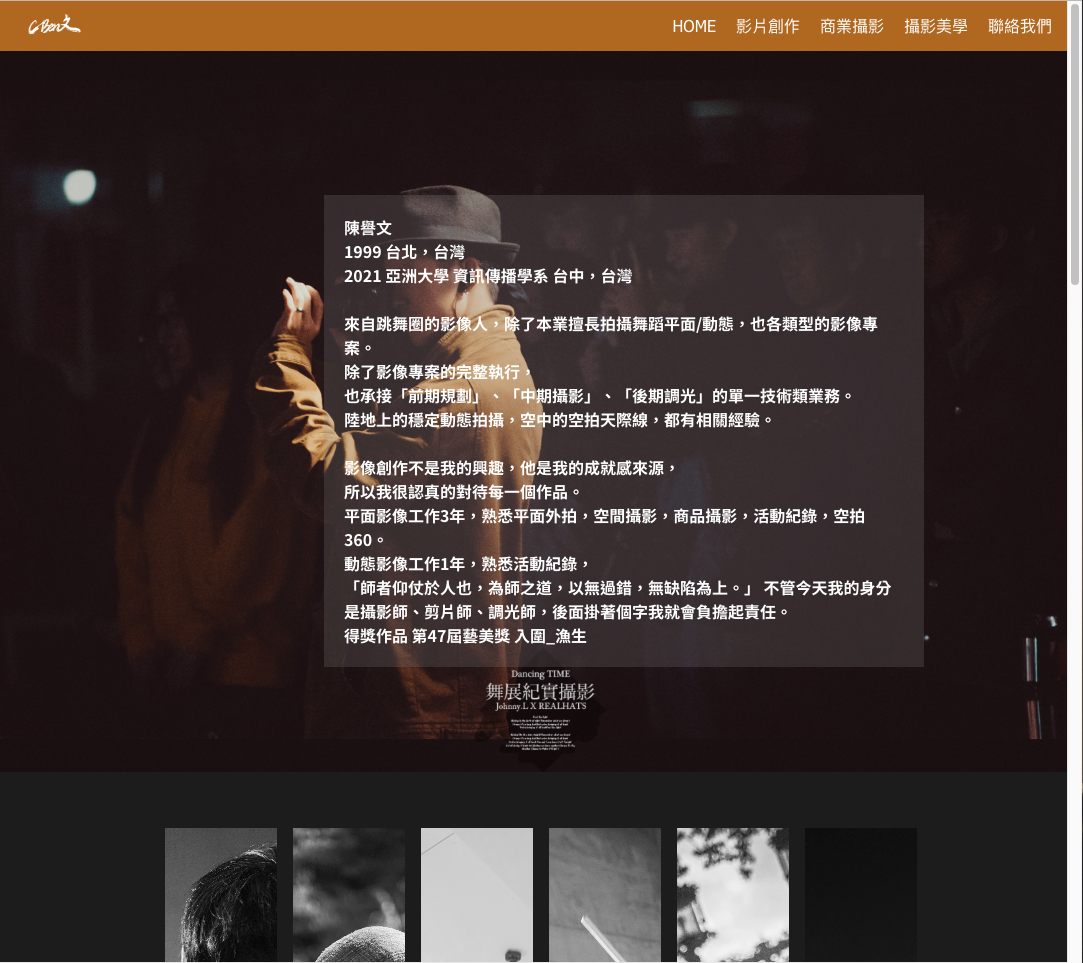 HOME 影片創作 商業攝影 攝影美學 聯絡我們
陳譽文
1999 台北，台灣
2021 亞洲大學 資訊傳播學系 台中，台灣
來自跳舞圈的影像人，除了本業擅長拍攝舞蹈平面/動態，也各類型的影像專
案。
除了影像專案的完整執行，
也承接「前期規劃」、「中期攝影」、「後期調光」的單一技術類業務。
陸地上的穩定動態拍攝，空中的空拍天際線，都有相關經驗。
影像創作不是我的興趣，他是我的成就感來源，
所以我很認真的對待每一個作品。
平面影像工作3年，熟悉平面外拍，空間攝影，商品攝影，活動紀錄，空拍
360。
動態影像工作1年，熟悉活動紀錄，
「師者仰仗於人也，為師之道，以無過錯，無缺陷為上。」 不管今天我的身分
是攝影師、剪片師、調光師，後面掛著個字我就會負擔起責任。
得獎作品 第47屆藝美獎 入圍_漁生
Dancing TIME
舞展紀實攝影
Johnny.L X REALHATS